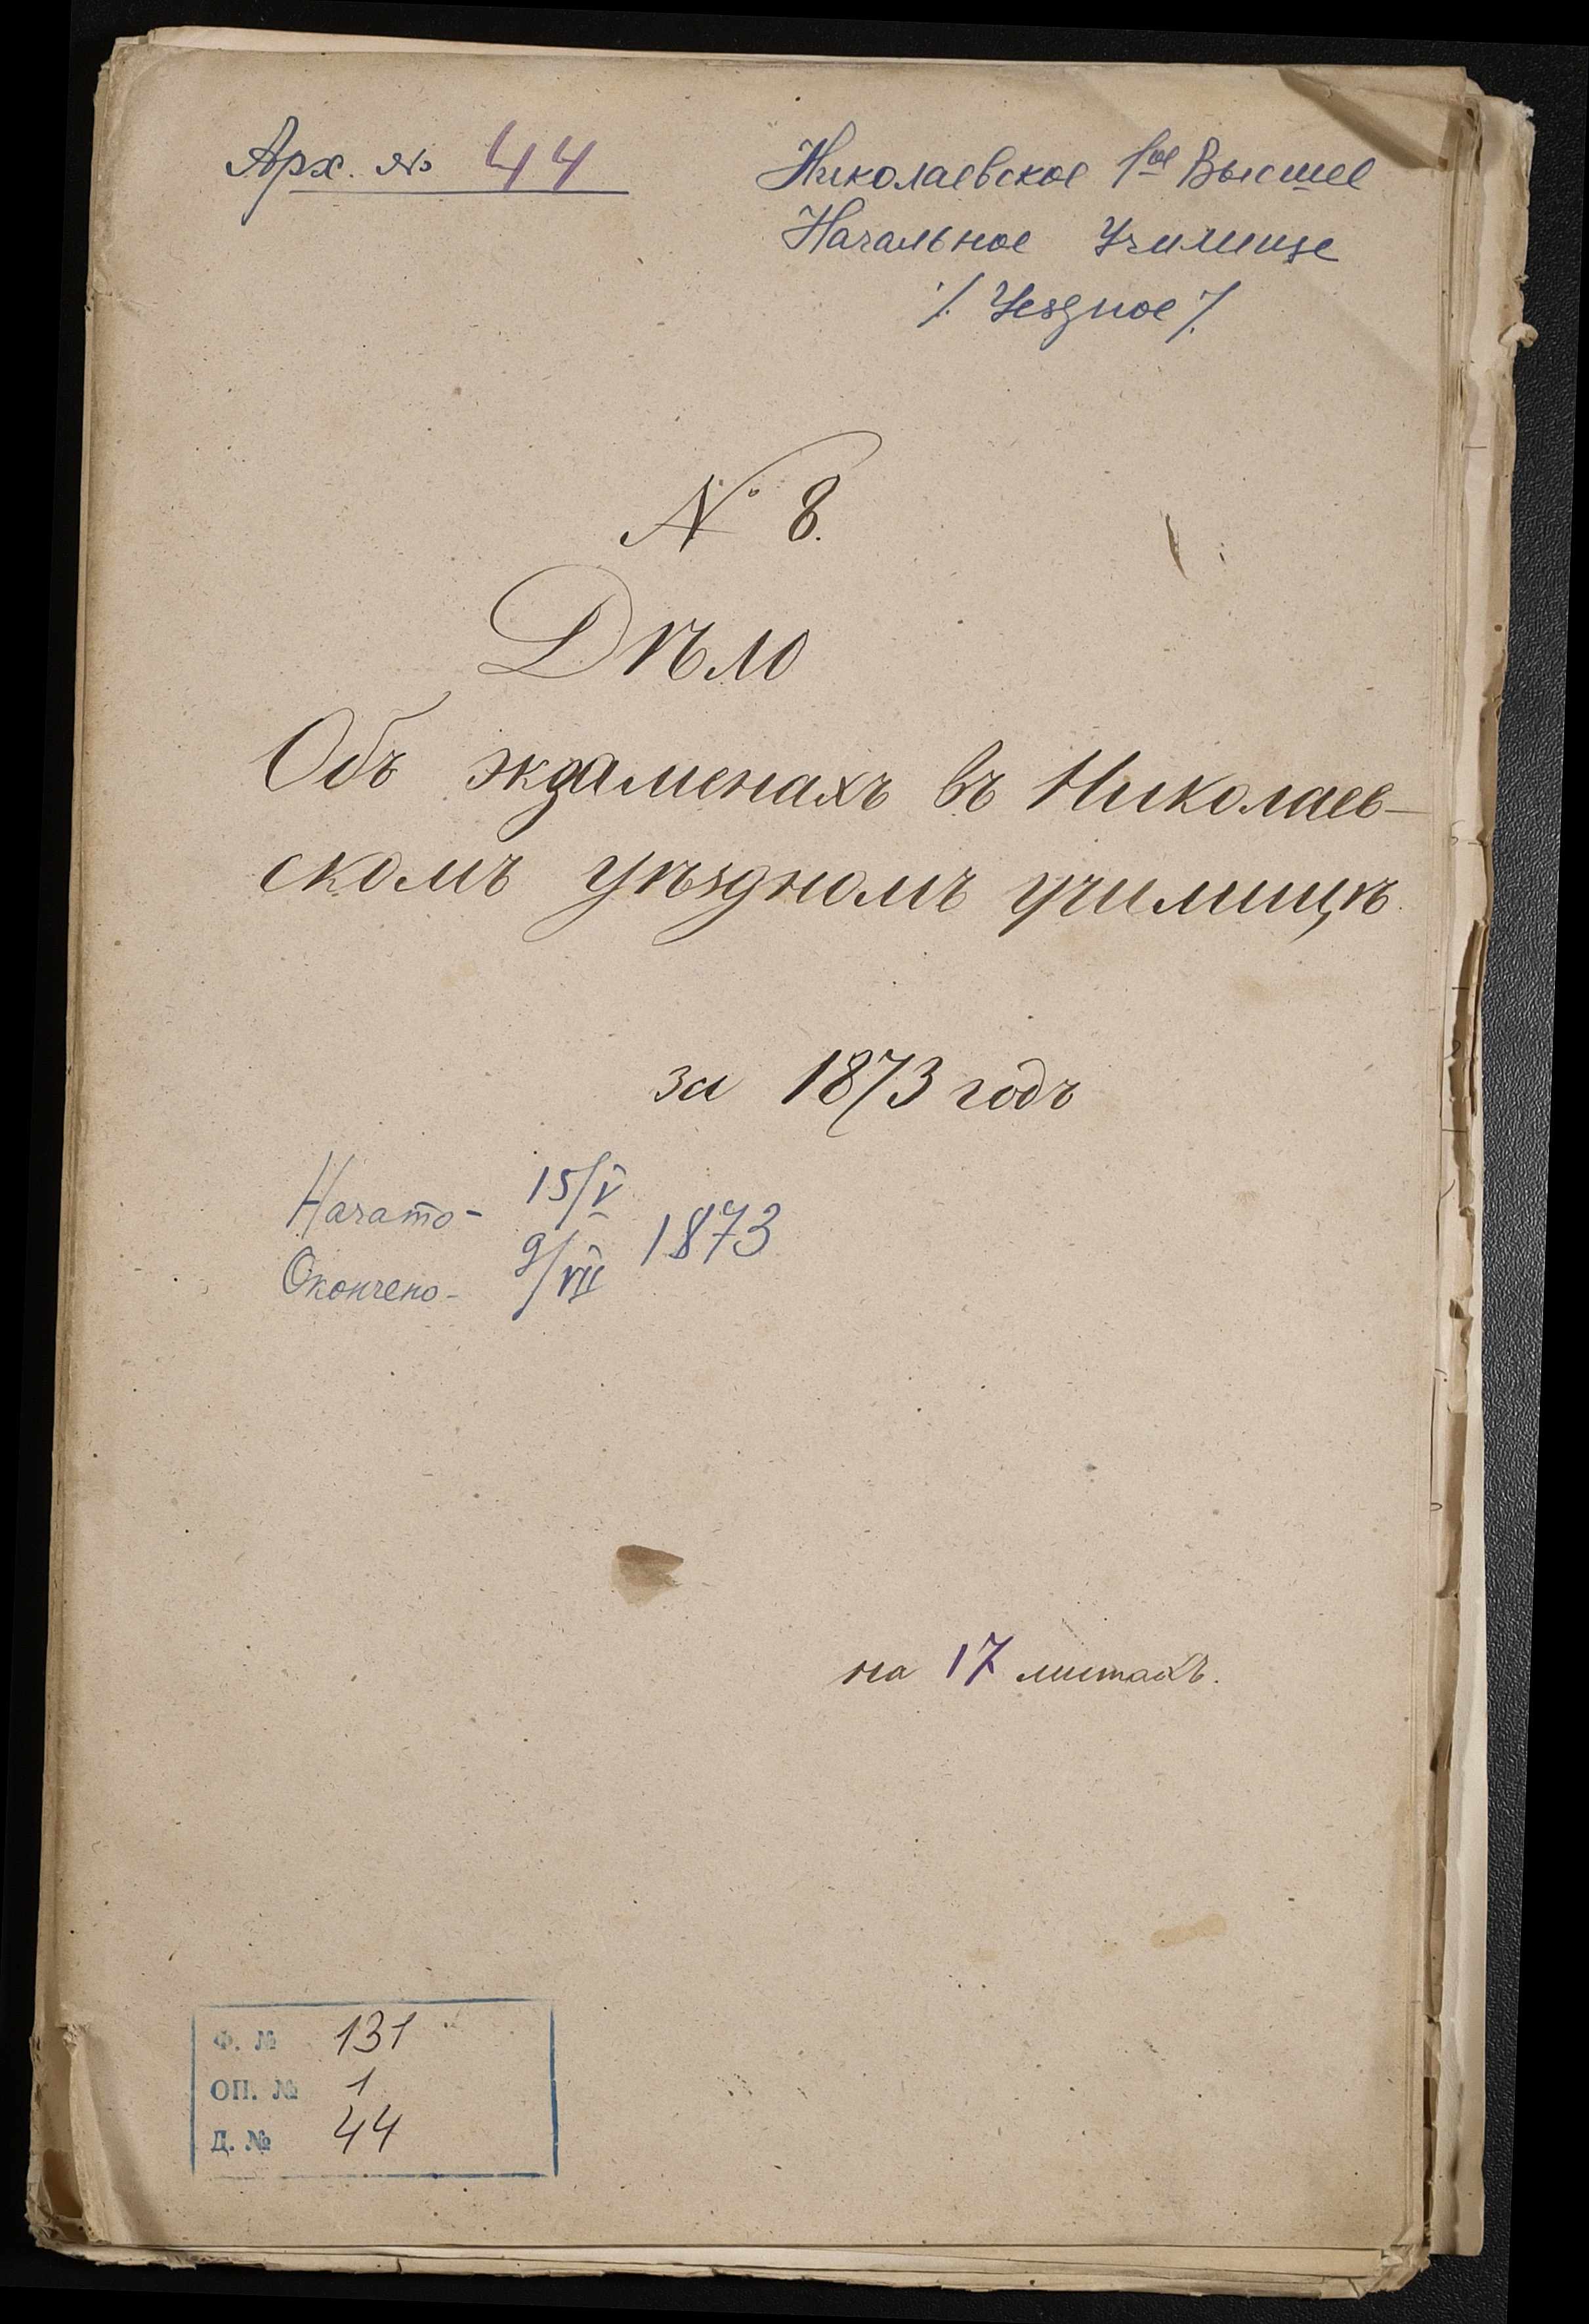 Арх. № 44
Николаевское 1ое Высшее
Начальное Училище
/. Уездное /.
№ 8.
Дѣло
Объ экзаменахъ въ Николаев-
скомъ уѣздномъ училищѣ.
за 1873 годъ
Начато - 15/V
1873
Окончено - 9/VII
на 17 листахъ.
Ф. № 131
ОП. № 1
Д. № 44